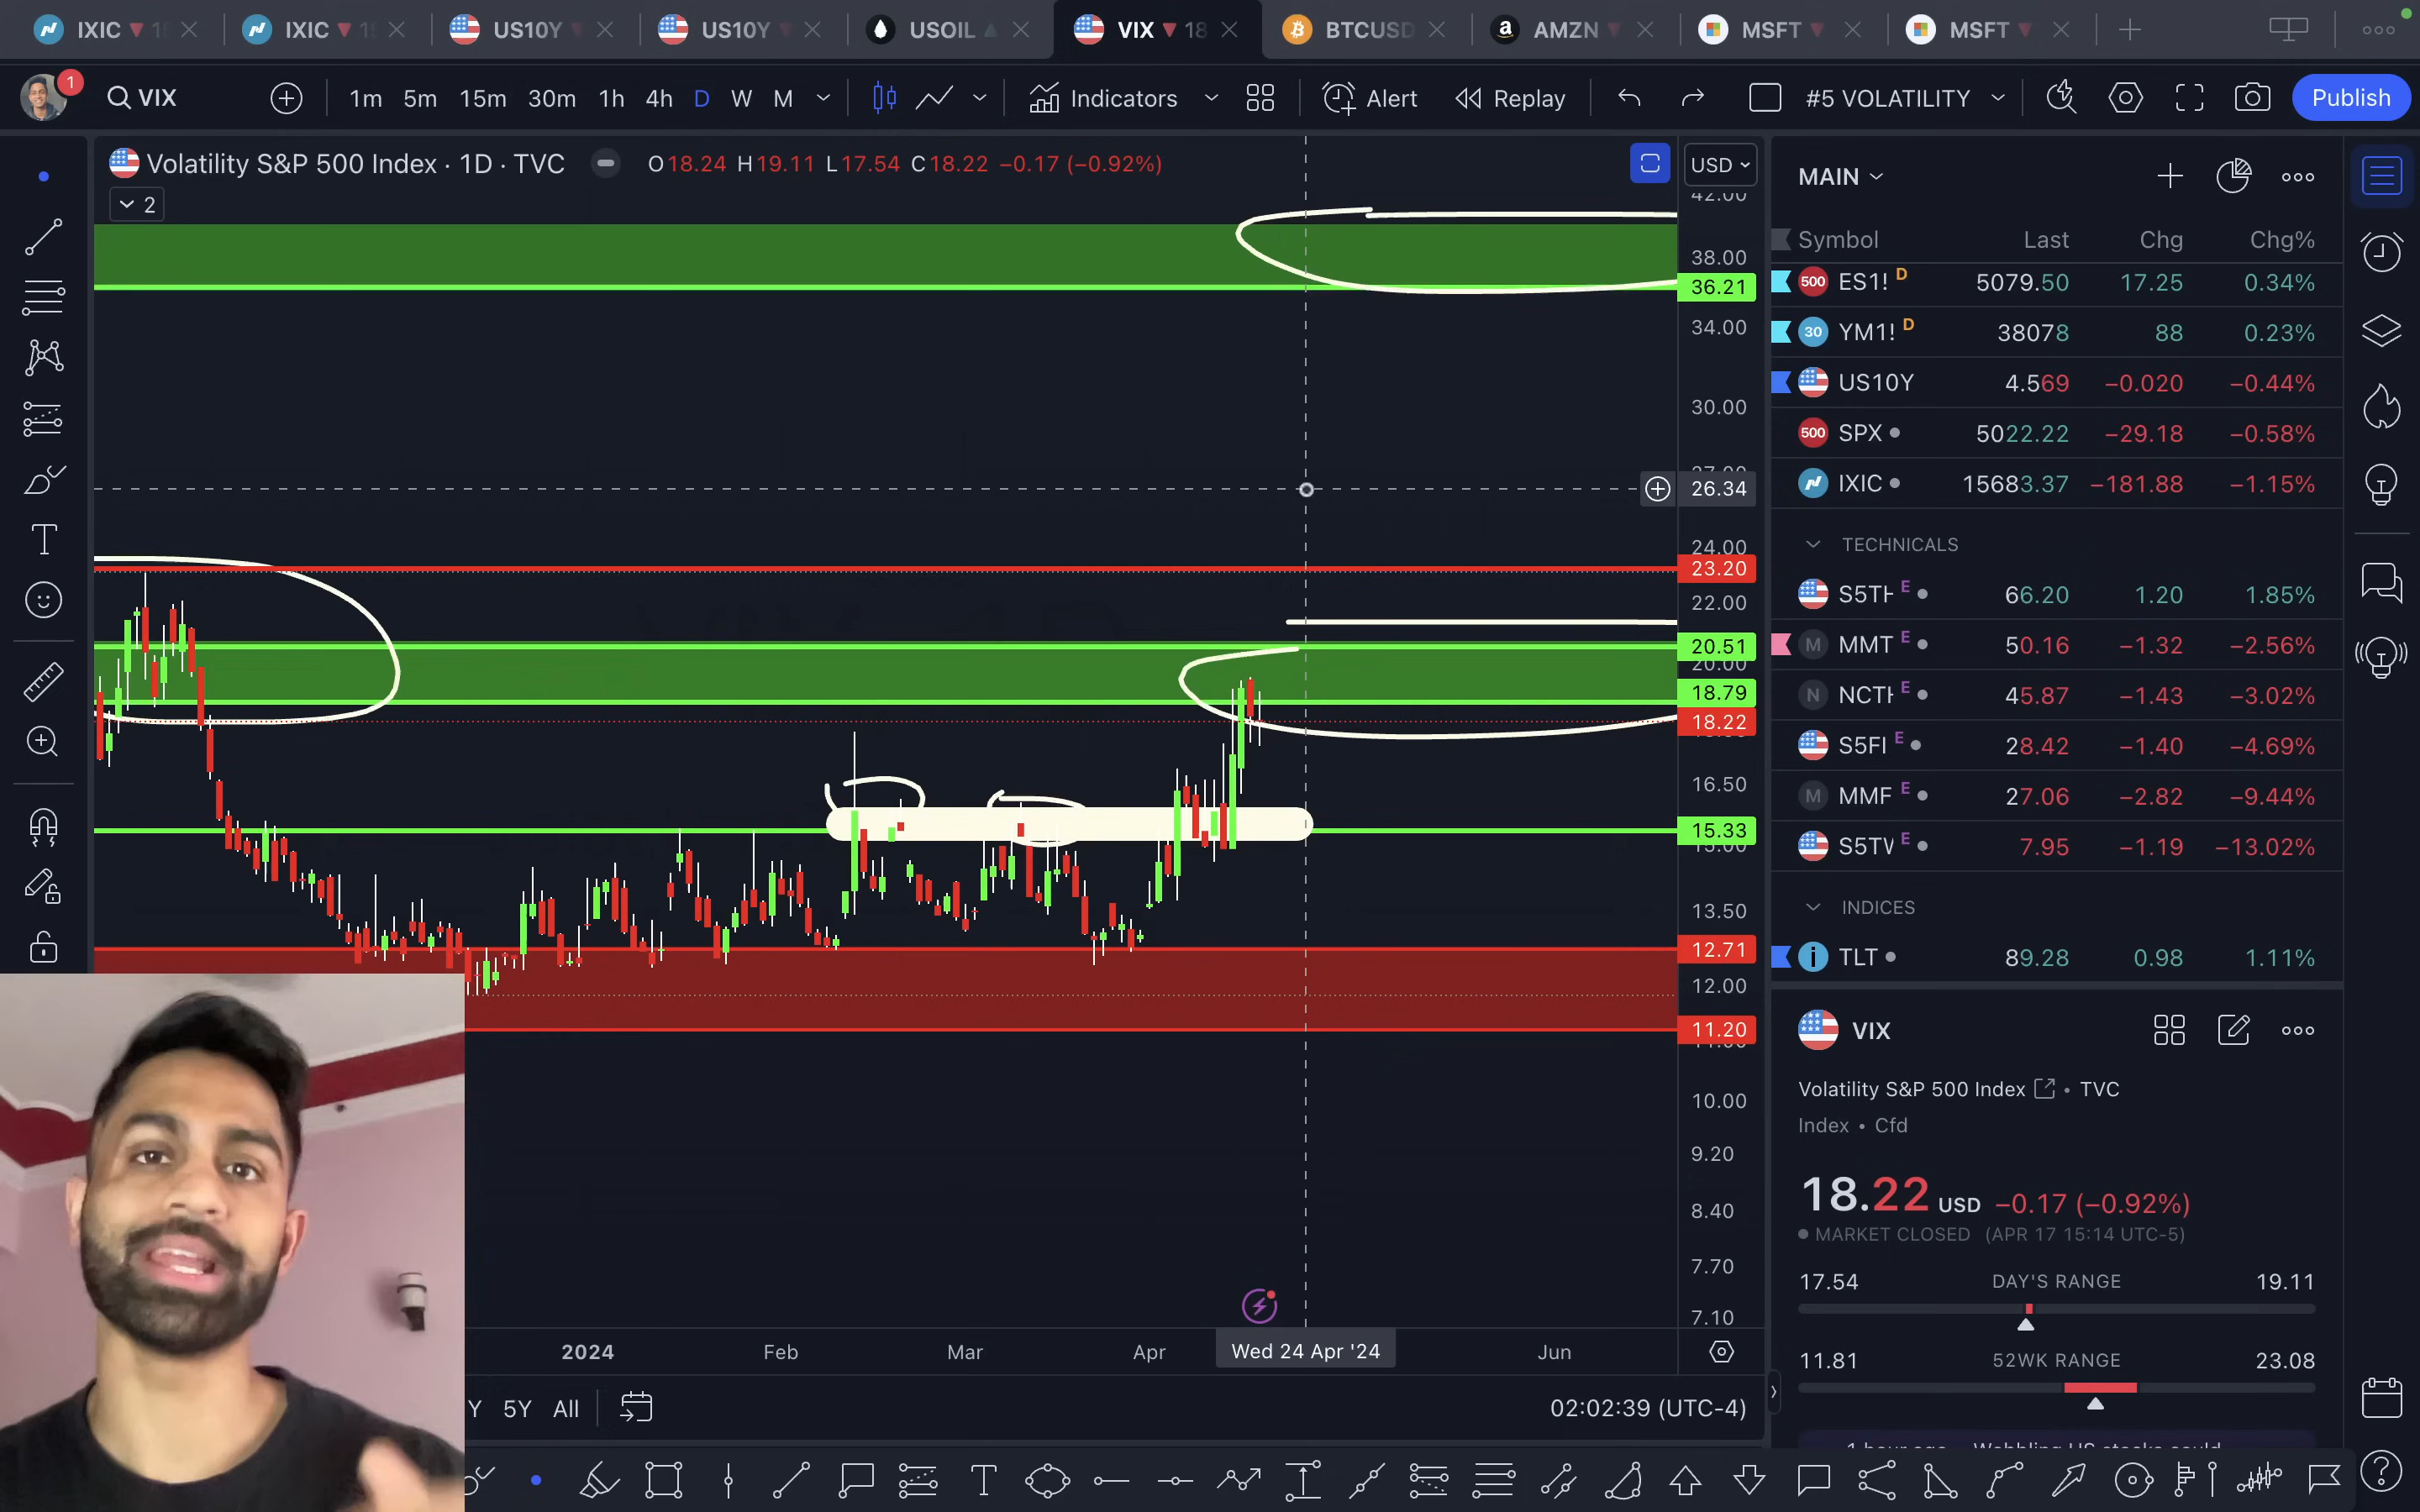 IXIC
IXIC
US10Y
US10Y
USOIL
VIX 18
BTCUSD
AMZN
MSFT
MSFT
1
VIX
1m 5m 15m 30m 1h 4h D W M
Indicators
Alert
Replay
#5 VOLATILITY
Publish
Volatility S&P 500 Index · 1D · TVC
O18.24 H19.11 L17.54 C18.22 −0.17 (−0.92%)
USD
2
42.00
38.00
36.21
34.00
30.00
26.34
24.00
23.20
22.00
20.51
20.00
18.79
18.22
16.50
15.33
15.00
13.50
12.71
12.00
11.20
10.00
9.20
8.40
7.70
7.10
2024 Feb Mar Apr Wed 24 Apr '24 Jun
Y 5Y All
02:02:39 (UTC-4)
MAIN
Symbol Last Chg Chg%
500 ES1! D 5079.50 17.25 0.34%
30 YM1! D 38078 88 0.23%
US10Y 4.569 −0.020 −0.44%
500 SPX 5022.22 −29.18 −0.58%
IXIC 15683.37 −181.88 −1.15%
TECHNICALS
E 66.20 1.20 1.85%
M MMT E 50.16 −1.32 −2.56%
N E 45.87 −1.43 −3.02%
S5FI E 28.42 −1.40 −4.69%
M MMF E 27.06 −2.82 −9.44%
E 7.95 −1.19 −13.02%
INDICES
TLT 89.28 0.98 1.11%
VIX
Volatility S&P 500 Index • TVC
Index • Cfd
18.22 USD −0.17 (−0.92%)
MARKET CLOSED (APR 17 15:14 UTC-5)
17.54 DAY'S RANGE 19.11
11.81 52WK RANGE 23.08